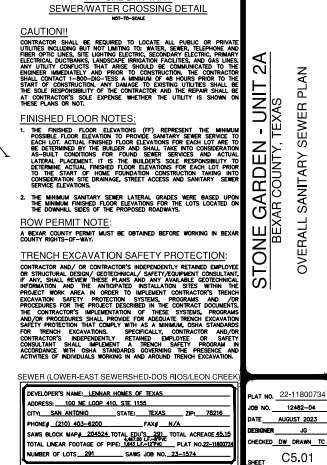 SEWER/WATER CROSSING DETAIL
NOT-TO-SCALE
CAUTION!!
CONTRACTOR SHALL BE REQUIRED TO LOCATE ALL PUBLIC OR PRIVATE
UTILITIES INCLUDING BUT NOT LIMITING TO: WATER, SEWER, TELEPHONE AND
FIBER OPTIC LINES, SITE LIGHTING ELECTRIC, SECONDARY ELECTRIC, PRIMARY
ELECTRICAL DUCTBANKS, LANDSCAPE IRRIGATION FACILITIES, AND GAS LINES.
ANY UTILITY CONFLICTS THAT ARISE SHOULD BE COMMUNICATED TO THE
ENGINEER IMMEDIATELY AND PRIOR TO CONSTRUCTION. THE CONTRACTOR
SHALL CONTACT 1-800-DIG-TESS A MINIMUM OF 48 HOURS PRIOR TO THE
START OF CONSTRUCTION. ANY DAMAGE TO EXISTING UTILITIES SHALL BE
THE SOLE RESPONSIBILITY OF THE CONTRACTOR AND THE REPAIR SHALL BE
AT CONTRACTOR'S SOLE EXPENSE WHETHER THE UTILITY IS SHOWN ON
THESE PLANS OR NOT.
FINISHED FLOOR NOTES:
1. THE FINISHED FLOOR ELEVATIONS (FF) REPRESENT THE MINIMUM
POSSIBLE FLOOR ELEVATION TO PROVIDE SANITARY SEWER SERVICE TO
EACH LOT. ACTUAL FINISHED FLOOR ELEVATIONS FOR EACH LOT ARE TO
BE DETERMINED BY THE BUILDER AND SHALL TAKE INTO CONSIDERATION
AS-BUILT CONDITIONS FOR SEWER SERVICES AND ACTUAL
LATERAL PLACEMENT. IT IS THE BUILDER'S SOLE RESPONSIBILITY TO
DETERMINE ACTUAL FINISHED FLOOR ELEVATIONS FOR EACH LOT PRIOR
TO THE START OF HOME FOUNDATION CONSTRUCTION TAKING INTO
CONSIDERATION SITE DRAINAGE, STREET ACCESS AND SANITARY SEWER
SERVICE ELEVATIONS.
2. THE MINIMUM SANITARY SEWER LATERAL GRADES WERE BASED UPON
THE MINIMUM FINISHED FLOOR ELEVATIONS FOR THE LOTS LOCATED ON
THE DOWNHILL SIDES OF THE PROPOSED ROADWAYS.
ROW PERMIT NOTE:
A BEXAR COUNTY PERMIT MUST BE OBTAINED BEFORE WORKING IN BEXAR
COUNTY RIGHTS-OF-WAY.
TRENCH EXCAVATION SAFETY PROTECTION:
CONTRACTOR AND/ OR CONTRACTOR'S INDEPENDENTLY RETAINED EMPLOYEE
OR STRUCTURAL DESIGN/ GEOTECHNICAL/ SAFETY/EQUIPMENT CONSULTANT,
IF ANY, SHALL REVIEW THESE PLANS AND ANY AVAILABLE GEOTECHNICAL
INFORMATION AND THE ANTICIPATED INSTALLATION SITES WITHIN THE
PROJECT WORK AREA IN ORDER TO IMPLEMENT CONTRACTOR'S TRENCH
EXCAVATION SAFETY PROTECTION SYSTEMS, PROGRAMS AND /OR
PROCEDURES FOR THE PROJECT DESCRIBED IN THE CONTRACT DOCUMENTS.
THE CONTRACTOR'S IMPLEMENTATION OF THESE SYSTEMS, PROGRAMS
AND/OR PROCEDURES SHALL PROVIDE FOR ADEQUATE TRENCH EXCAVATION
SAFETY PROTECTION THAT COMPLY WITH AS A MINIMUM, OSHA STANDARDS
FOR TRENCH EXCAVATIONS. SPECIFICALLY, CONTRACTOR AND/OR
CONTRACTOR'S INDEPENDENTLY RETAINED EMPLOYEE OR SAFETY
CONSULTANT SHALL IMPLEMENT A TRENCH SAFETY PROGRAM IN
ACCORDANCE WITH OSHA STANDARDS GOVERNING THE PRESENCE AND
ACTIVITIES OF INDIVIDUALS WORKING IN AND AROUND TRENCH EXCAVATION.
SEWER (LOWER-EAST SEWERSHED-DOS RIOS/LEON CREEK)
DEVELOPER'S NAME: LENNAR HOMES OF TEXAS
ADDRESS: 100 NE LOOP 410, STE 1155
CITY: SAN ANTONIO STATE: TEXAS ZIP: 78216
PHONE# (210) 403-6200 FAX# N/A
SAWS BLOCK MAP# 204524 TOTAL EDU'S 291 TOTAL ACREAGE 45.15
TOTAL LINEAR FOOTAGE OF PIPE: PLAT NO. 22-11800734
NUMBER OF LOTS 291 SAWS JOB NO. 23-1574
STONE GARDEN - UNIT 2A
BEXAR COUNTY, TEXAS
OVERALL SANITARY SEWER PLAN
PLAT NO. 22-11800734
JOB NO. 12482-04
DATE AUGUST 2023
DESIGNER JG
CHECKED DW DRAWN TC
SHEET C5.01